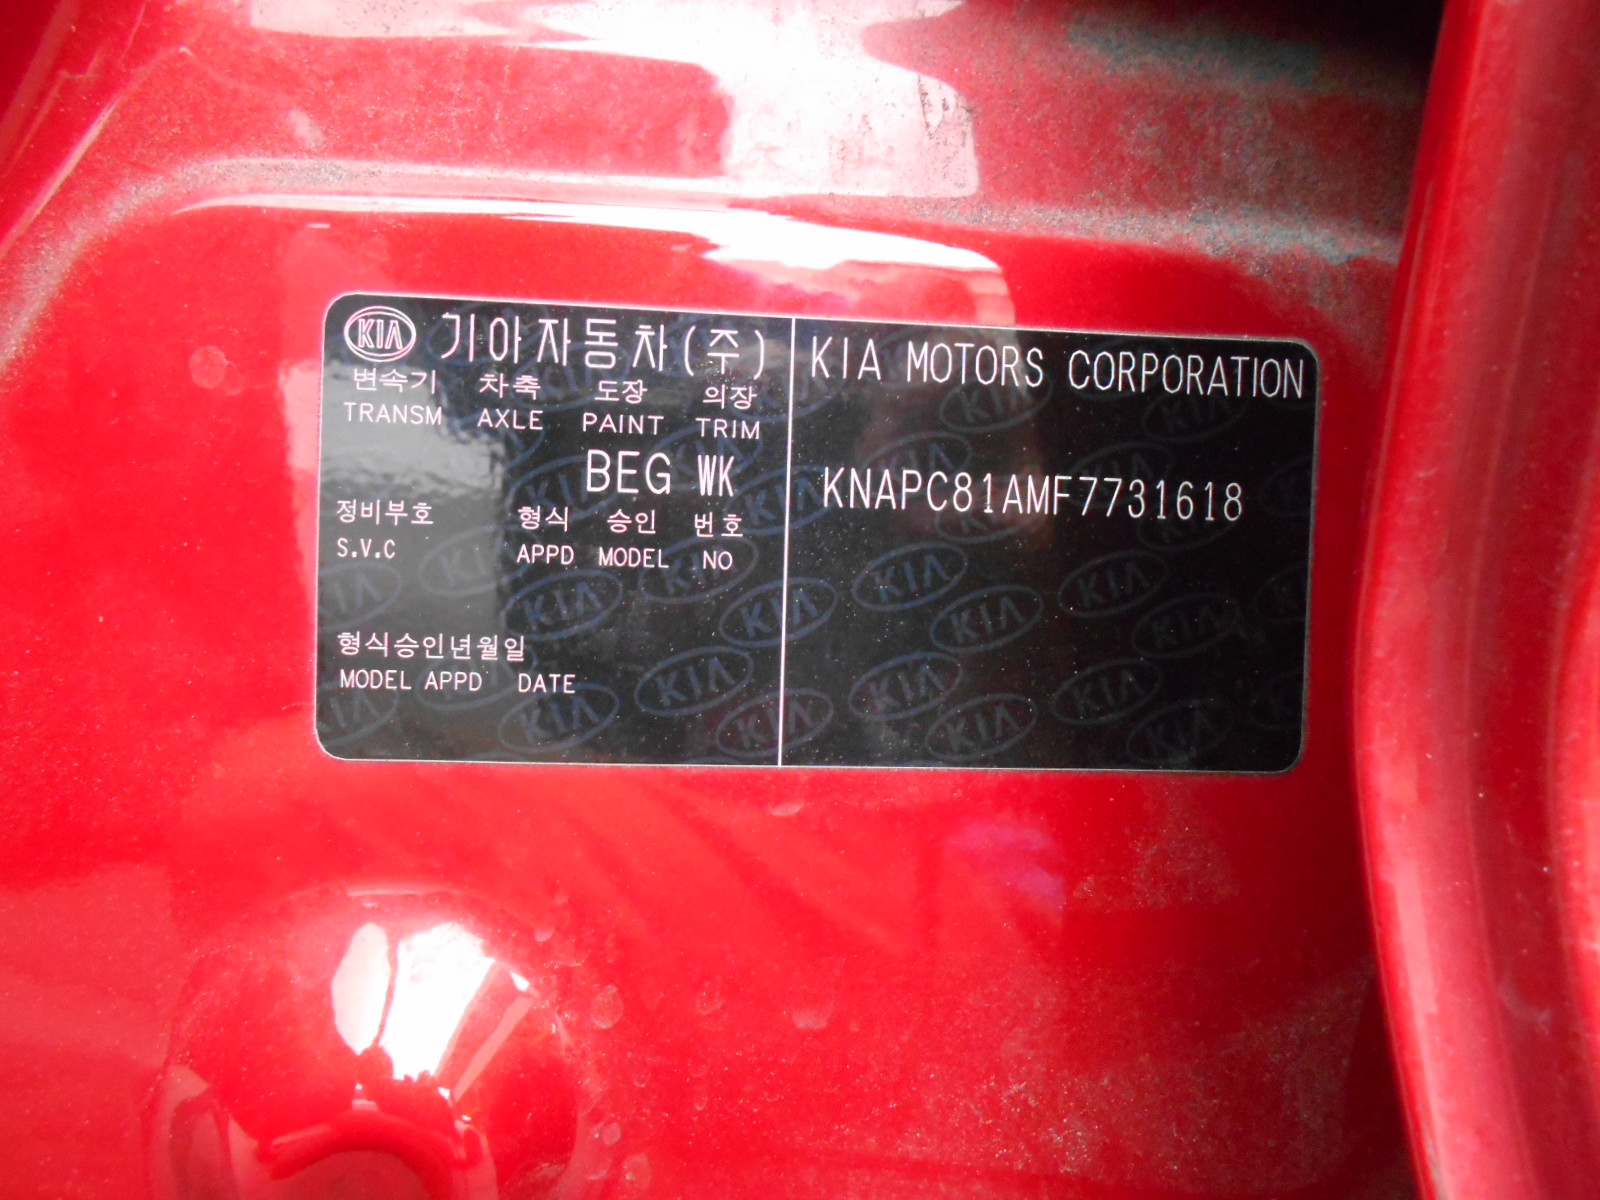 KIA 기아자동차(주)
변속기 차축 도장 의장
TRANSM AXLE PAINT TRIM
BEG WK
정비부호 형식 승인 번호
S.V.C APPD MODEL NO
형식승인년월일
MODEL APPD DATE
KIA MOTORS CORPORATION
KNAPC81AMF7731618